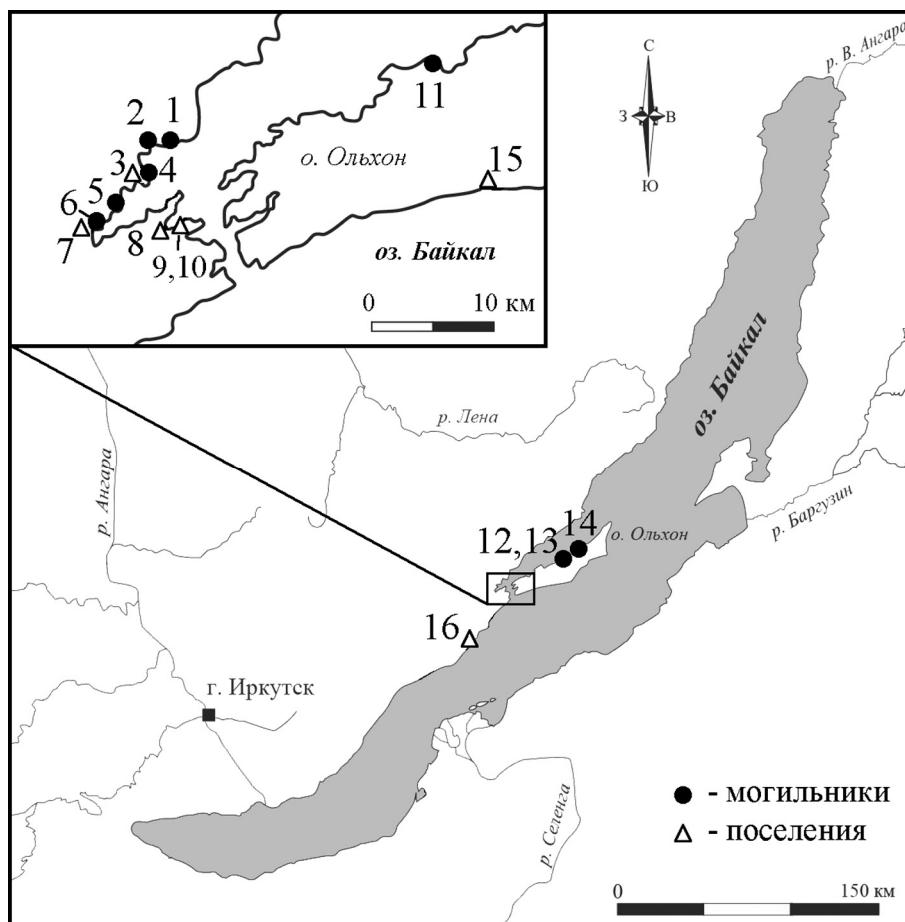 р. В. Ангара
С
З
В
Ю
11
2
1
о. Ольхон
15
3
4
5
6
7
8
9,10
оз. Байкал
0
10
км
оз. Байкал
р. Лена
р. Ангара
р. Баргузин
12,13
14
о. Ольхон
16
г. Иркутск
р. Селенга
- могильники
- поселения
0
150 км